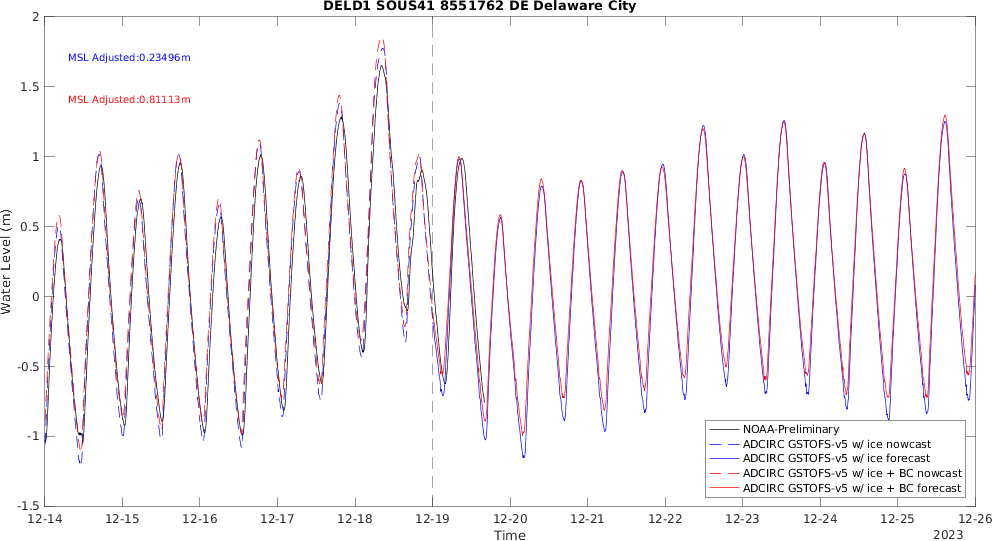 DELD1 SOUS41 8551762 DE Delaware City
2
1.5
1
0.5
0
-0.5
-1
-1.5
Water Level (m)
MSL Adjusted:0.23496m
MSL Adjusted:0.81113m
NOAA-Preliminary
ADCIRC GSTOFS-v5 w/ ice nowcast
ADCIRC GSTOFS-v5 w/ ice forecast
ADCIRC GSTOFS-v5 w/ ice + BC nowcast
ADCIRC GSTOFS-v5 w/ ice + BC forecast
12-14 12-15 12-16 12-17 12-18 12-19 12-20 12-21 12-22 12-23 12-24 12-25 12-26
Time
2023